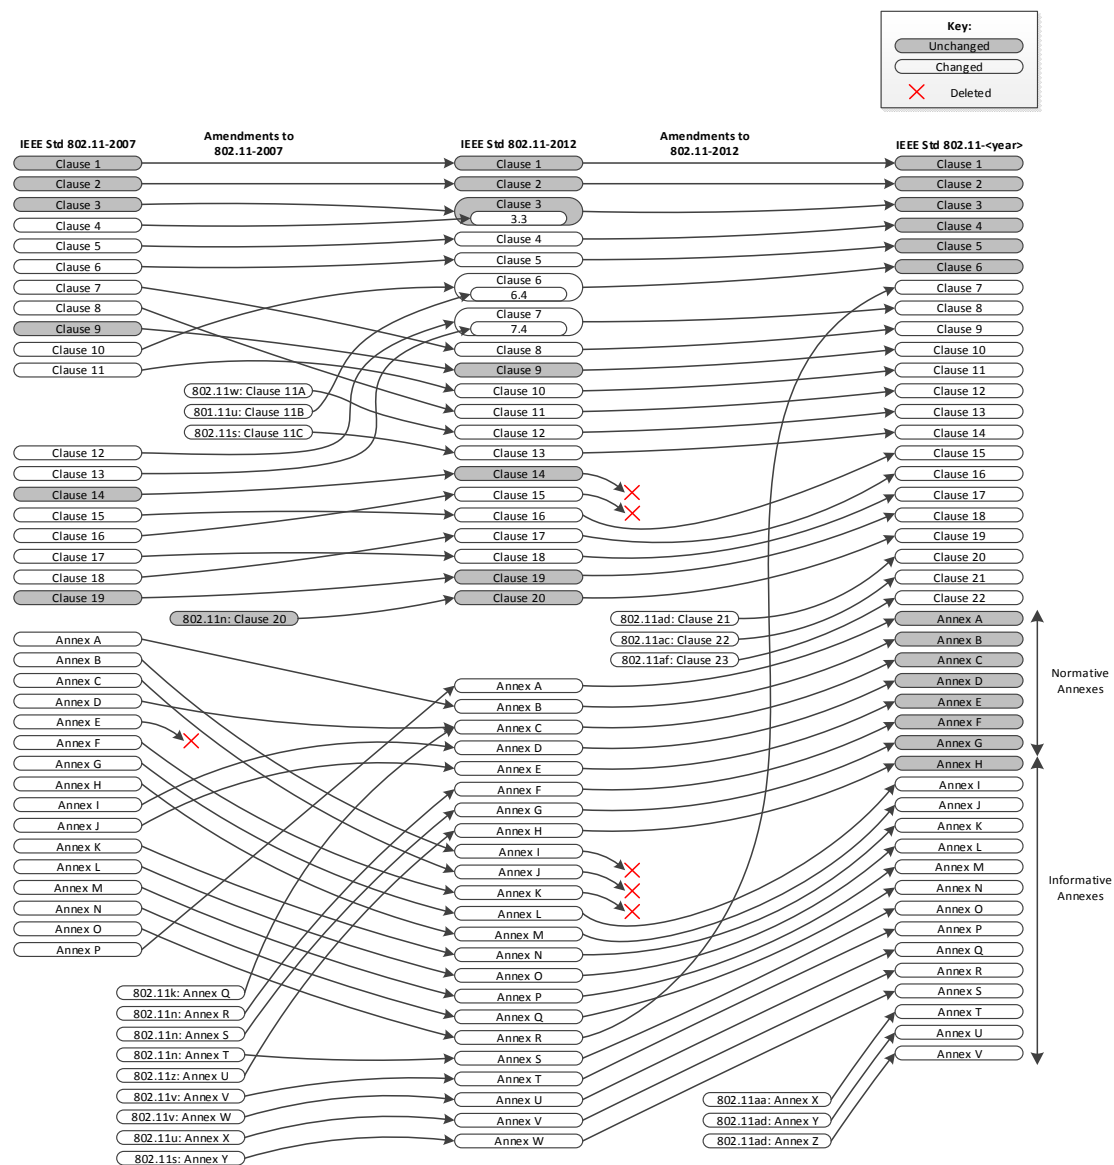 Key:
Unchanged
Changed
Deleted
IEEE Std 802.11-2007
Amendments to
802.11-2007
IEEE Std 802.11-2012
Amendments to
802.11-2012
IEEE Std 802.11-<year>
Clause 1
Clause 2
Clause 3
Clause 4
Clause 5
Clause 6
Clause 7
Clause 8
Clause 9
Clause 10
Clause 11
Clause 12
Clause 13
Clause 14
Clause 15
Clause 16
Clause 17
Clause 18
Clause 19
Annex A
Annex B
Annex C
Annex D
Annex E
Annex F
Annex G
Annex H
Annex I
Annex J
Annex K
Annex L
Annex M
Annex N
Annex O
Annex P
802.11w: Clause 11A
801.11u: Clause 11B
802.11s: Clause 11C
802.11n: Clause 20
802.11k: Annex Q
802.11n: Annex R
802.11n: Annex S
802.11n: Annex T
802.11z: Annex U
802.11v: Annex V
802.11v: Annex W
802.11u: Annex X
802.11s: Annex Y
Clause 1
Clause 2
Clause 3
3.3
Clause 4
Clause 5
Clause 6
6.4
Clause 7
7.4
Clause 8
Clause 9
Clause 10
Clause 11
Clause 12
Clause 13
Clause 14
Clause 15
Clause 16
Clause 17
Clause 18
Clause 19
Clause 20
Annex A
Annex B
Annex C
Annex D
Annex E
Annex F
Annex G
Annex H
Annex I
Annex J
Annex K
Annex L
Annex M
Annex N
Annex O
Annex P
Annex Q
Annex R
Annex S
Annex T
Annex U
Annex V
Annex W
802.11ad: Clause 21
802.11ac: Clause 22
802.11af: Clause 23
802.11aa: Annex X
802.11ad: Annex Y
802.11ad: Annex Z
Clause 1
Clause 2
Clause 3
Clause 4
Clause 5
Clause 6
Clause 7
Clause 8
Clause 9
Clause 10
Clause 11
Clause 12
Clause 13
Clause 14
Clause 15
Clause 16
Clause 17
Clause 18
Clause 19
Clause 20
Clause 21
Clause 22
Annex A
Annex B
Annex C
Annex D
Annex E
Annex F
Annex G
Annex H
Annex I
Annex J
Annex K
Annex L
Annex M
Annex N
Annex O
Annex P
Annex Q
Annex R
Annex S
Annex T
Annex U
Annex V
Normative
Annexes
Informative
Annexes